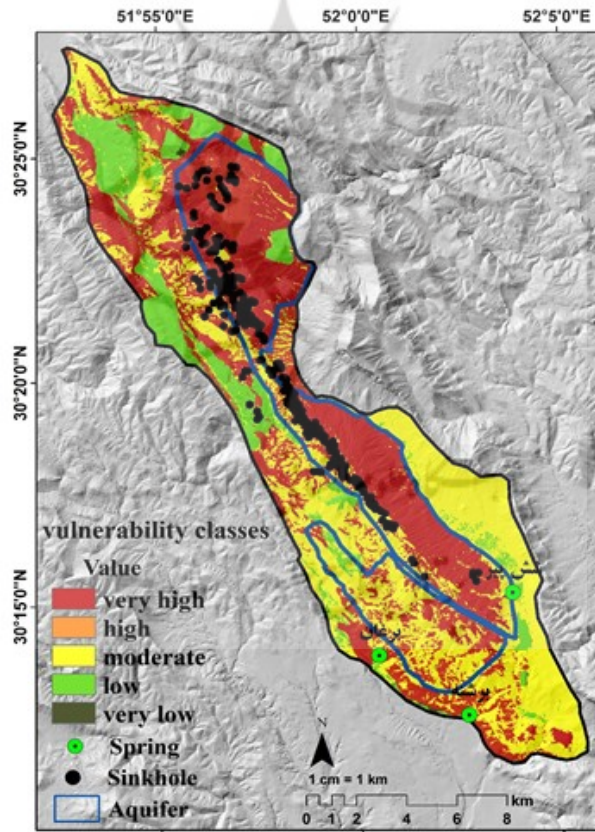 51°55'0"E 52°0'0"E 52°5'0"E
30°25'0"N
30°20'0"N
30°15'0"N
vulnerability classes
Value
very high
high
moderate
low
very low
Spring
Sinkhole
Aquifer
N
1 cm = 1 km
0 1 2 4 6 8 km